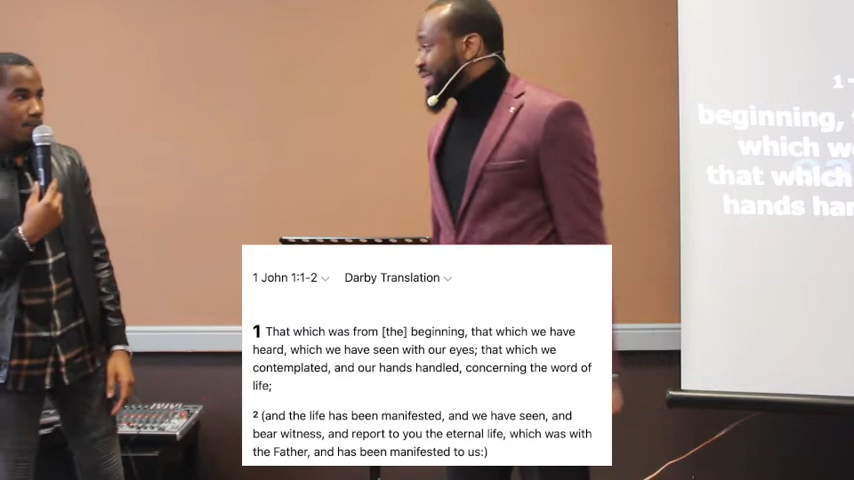 1 John 1:1-2 Darby Translation
1 That which was from [the] beginning, that which we have
heard, which we have seen with our eyes; that which we
contemplated, and our hands handled, concerning the word of
life;
2 (and the life has been manifested, and we have seen, and
bear witness, and report to you the eternal life, which was with
the Father, and has been manifested to us:)
1
beginning,
which
that which
hands